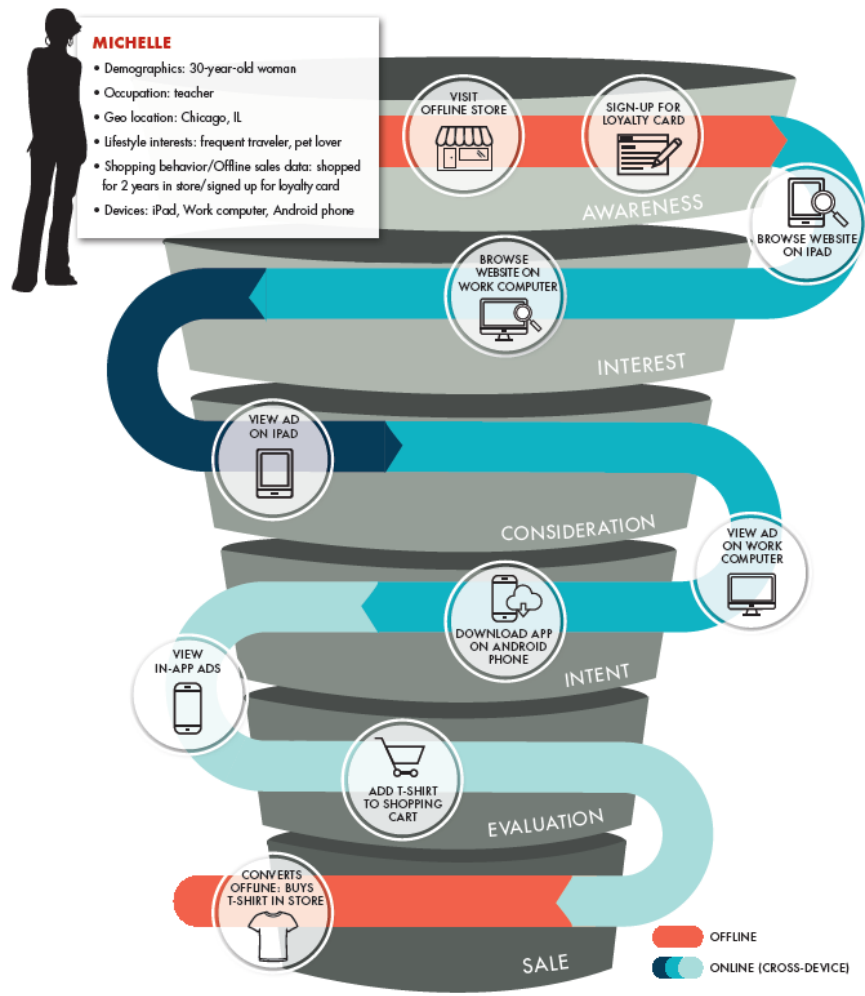 MICHELLE
• Demographics: 30-year-old woman
• Occupation: teacher
• Geo location: Chicago, IL
• Lifestyle interests: frequent traveler, pet lover
• Shopping behavior/Offline sales data: shopped
for 2 years in store/signed up for loyalty card
• Devices: iPad, Work computer, Android phone
VISIT
OFFLINE STORE
SIGN-UP FOR
LOYALTY CARD
AWARENESS
BROWSE WEBSITE
ON IPAD
BROWSE
WEBSITE ON
WORK COMPUTER
INTEREST
VIEW AD
ON IPAD
CONSIDERATION
VIEW AD
ON WORK
COMPUTER
DOWNLOAD APP
ON ANDROID
PHONE
INTENT
VIEW
IN-APP ADS
ADD T-SHIRT
TO SHOPPING
CART
EVALUATION
CONVERTS
OFFLINE: BUYS
T-SHIRT IN STORE
SALE
OFFLINE
ONLINE (CROSS-DEVICE)